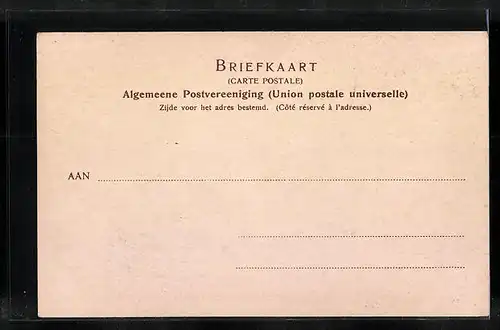 BRIEFKAART
(CARTE POSTALE)
Algemeene Postvereeniging (Union postale universelle)
Zijde voor het adres bestemd. (Côté réservé à l'adresse.)
AAN